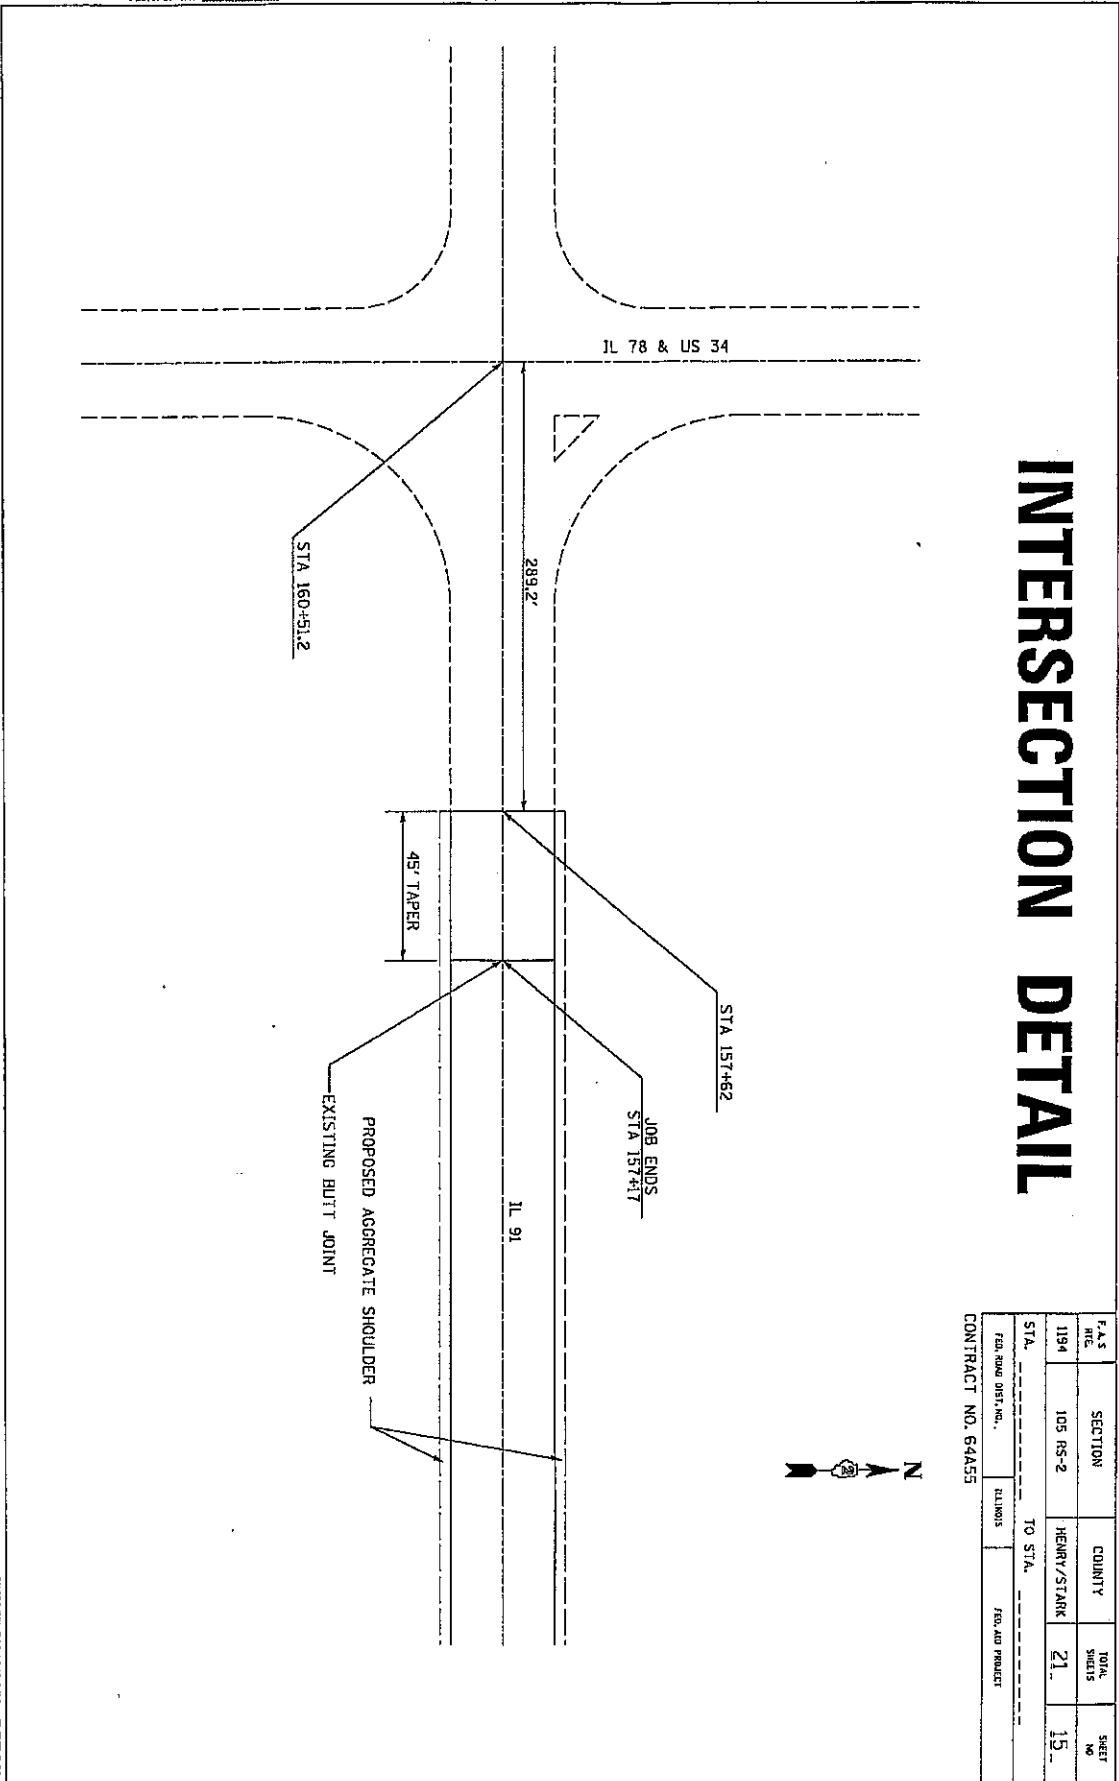 INTERSECTION DETAIL
F.A.S RTE.
SECTION
COUNTY
TOTAL SHEETS
SHEET NO
1194
105 RS-2
HENRY/STARK
21
15
STA.
TO STA.
FED. ROAD DIST. NO.
ILLINOIS
FED. AID PROJECT
CONTRACT NO. 64A55
N
2
IL 78 & US 34
289.2'
STA 160+51.2
STA 157+62
JOB ENDS
STA 157+17
45' TAPER
IL 91
EXISTING BUTT JOINT
PROPOSED AGGREGATE SHOULDER